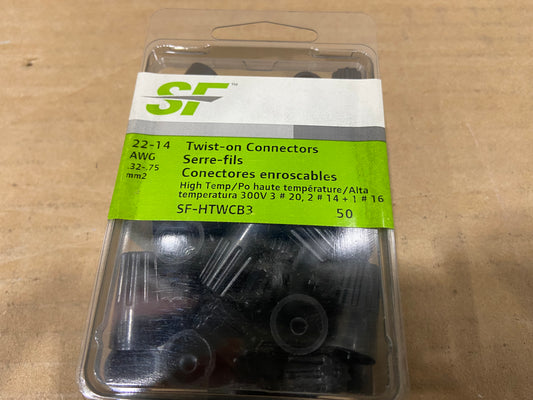 SF™
22-14
AWG
.32-.75
mm2
Twist-on Connectors
Serre-fils
Conectores enroscables
High Temp/Po haute température/Alta
temperatura 300V 3 # 20, 2 # 14 + 1 # 16
SF-HTWCB3 50